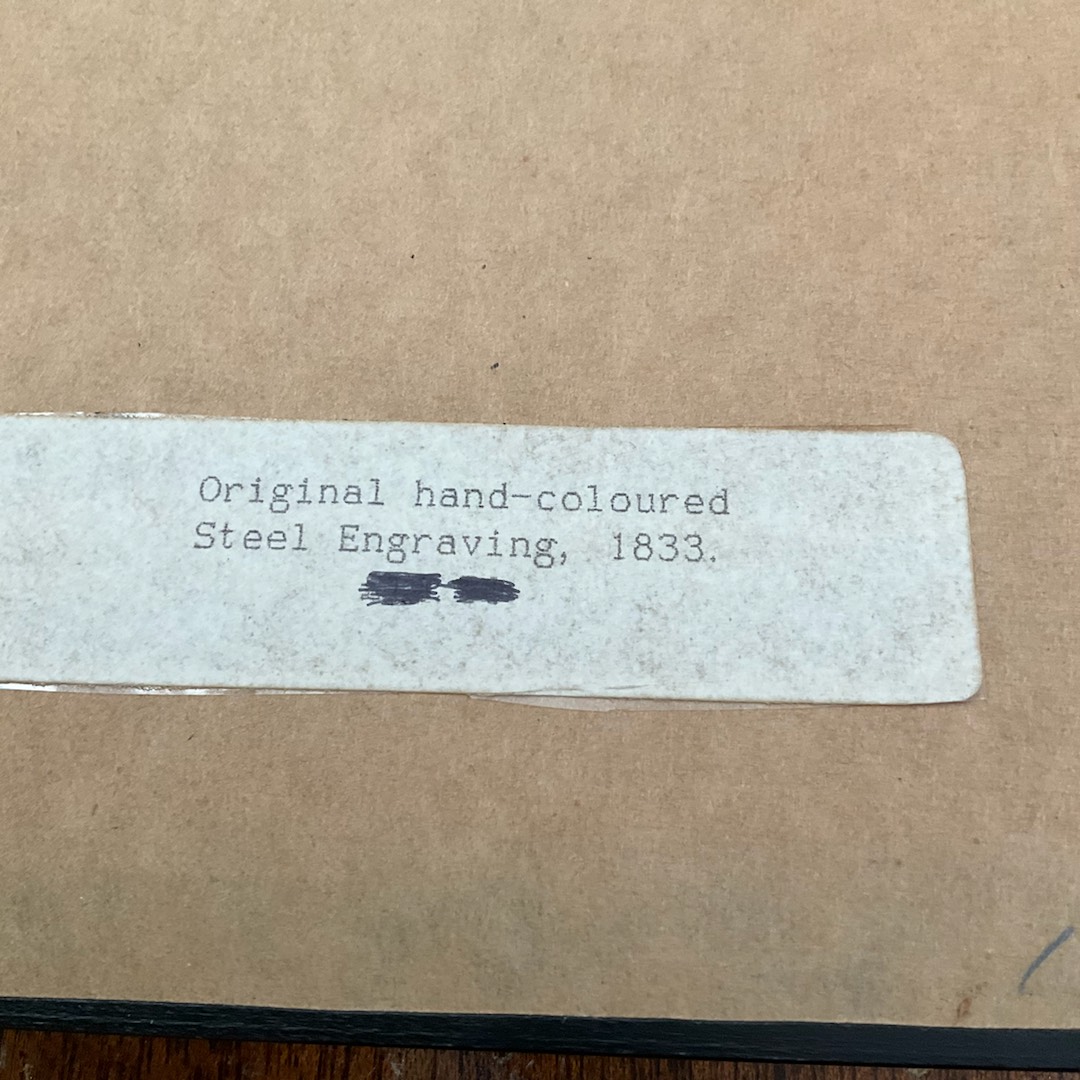 Original hand-coloured
Steel Engraving, 1833.